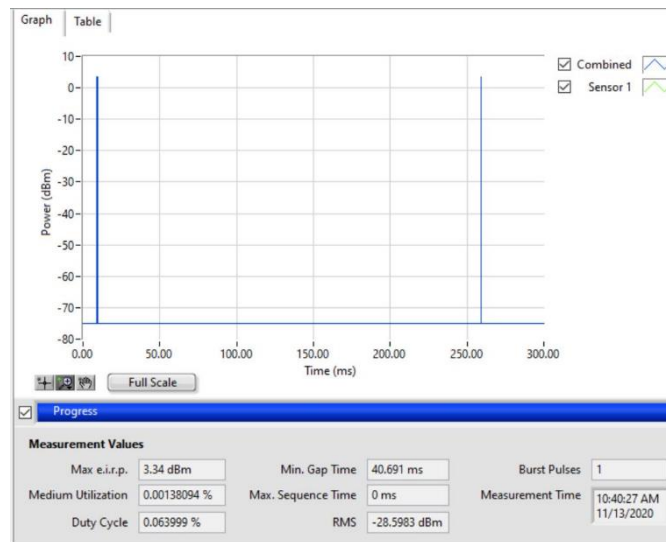 Graph Table
10
0
-10
-20
-30
-40
-50
-60
-70
-80
Power (dBm)
0.00 50.00 100.00 150.00 200.00 250.00 300.00
Time (ms)
Combined
Sensor 1
Full Scale
Progress
Measurement Values
Max e.i.r.p. 3.34 dBm Min. Gap Time 40.691 ms Burst Pulses 1
Medium Utilization 0.00138094 % Max. Sequence Time 0 ms Measurement Time 10:40:27 AM
11/13/2020
Duty Cycle 0.063999 % RMS -28.5983 dBm